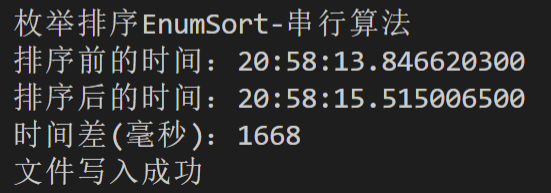 枚举排序EnumSort-串行算法
排序前的时间：20:58:13.846620300
排序后的时间：20:58:15.515006500
时间差(毫秒)：1668
文件写入成功